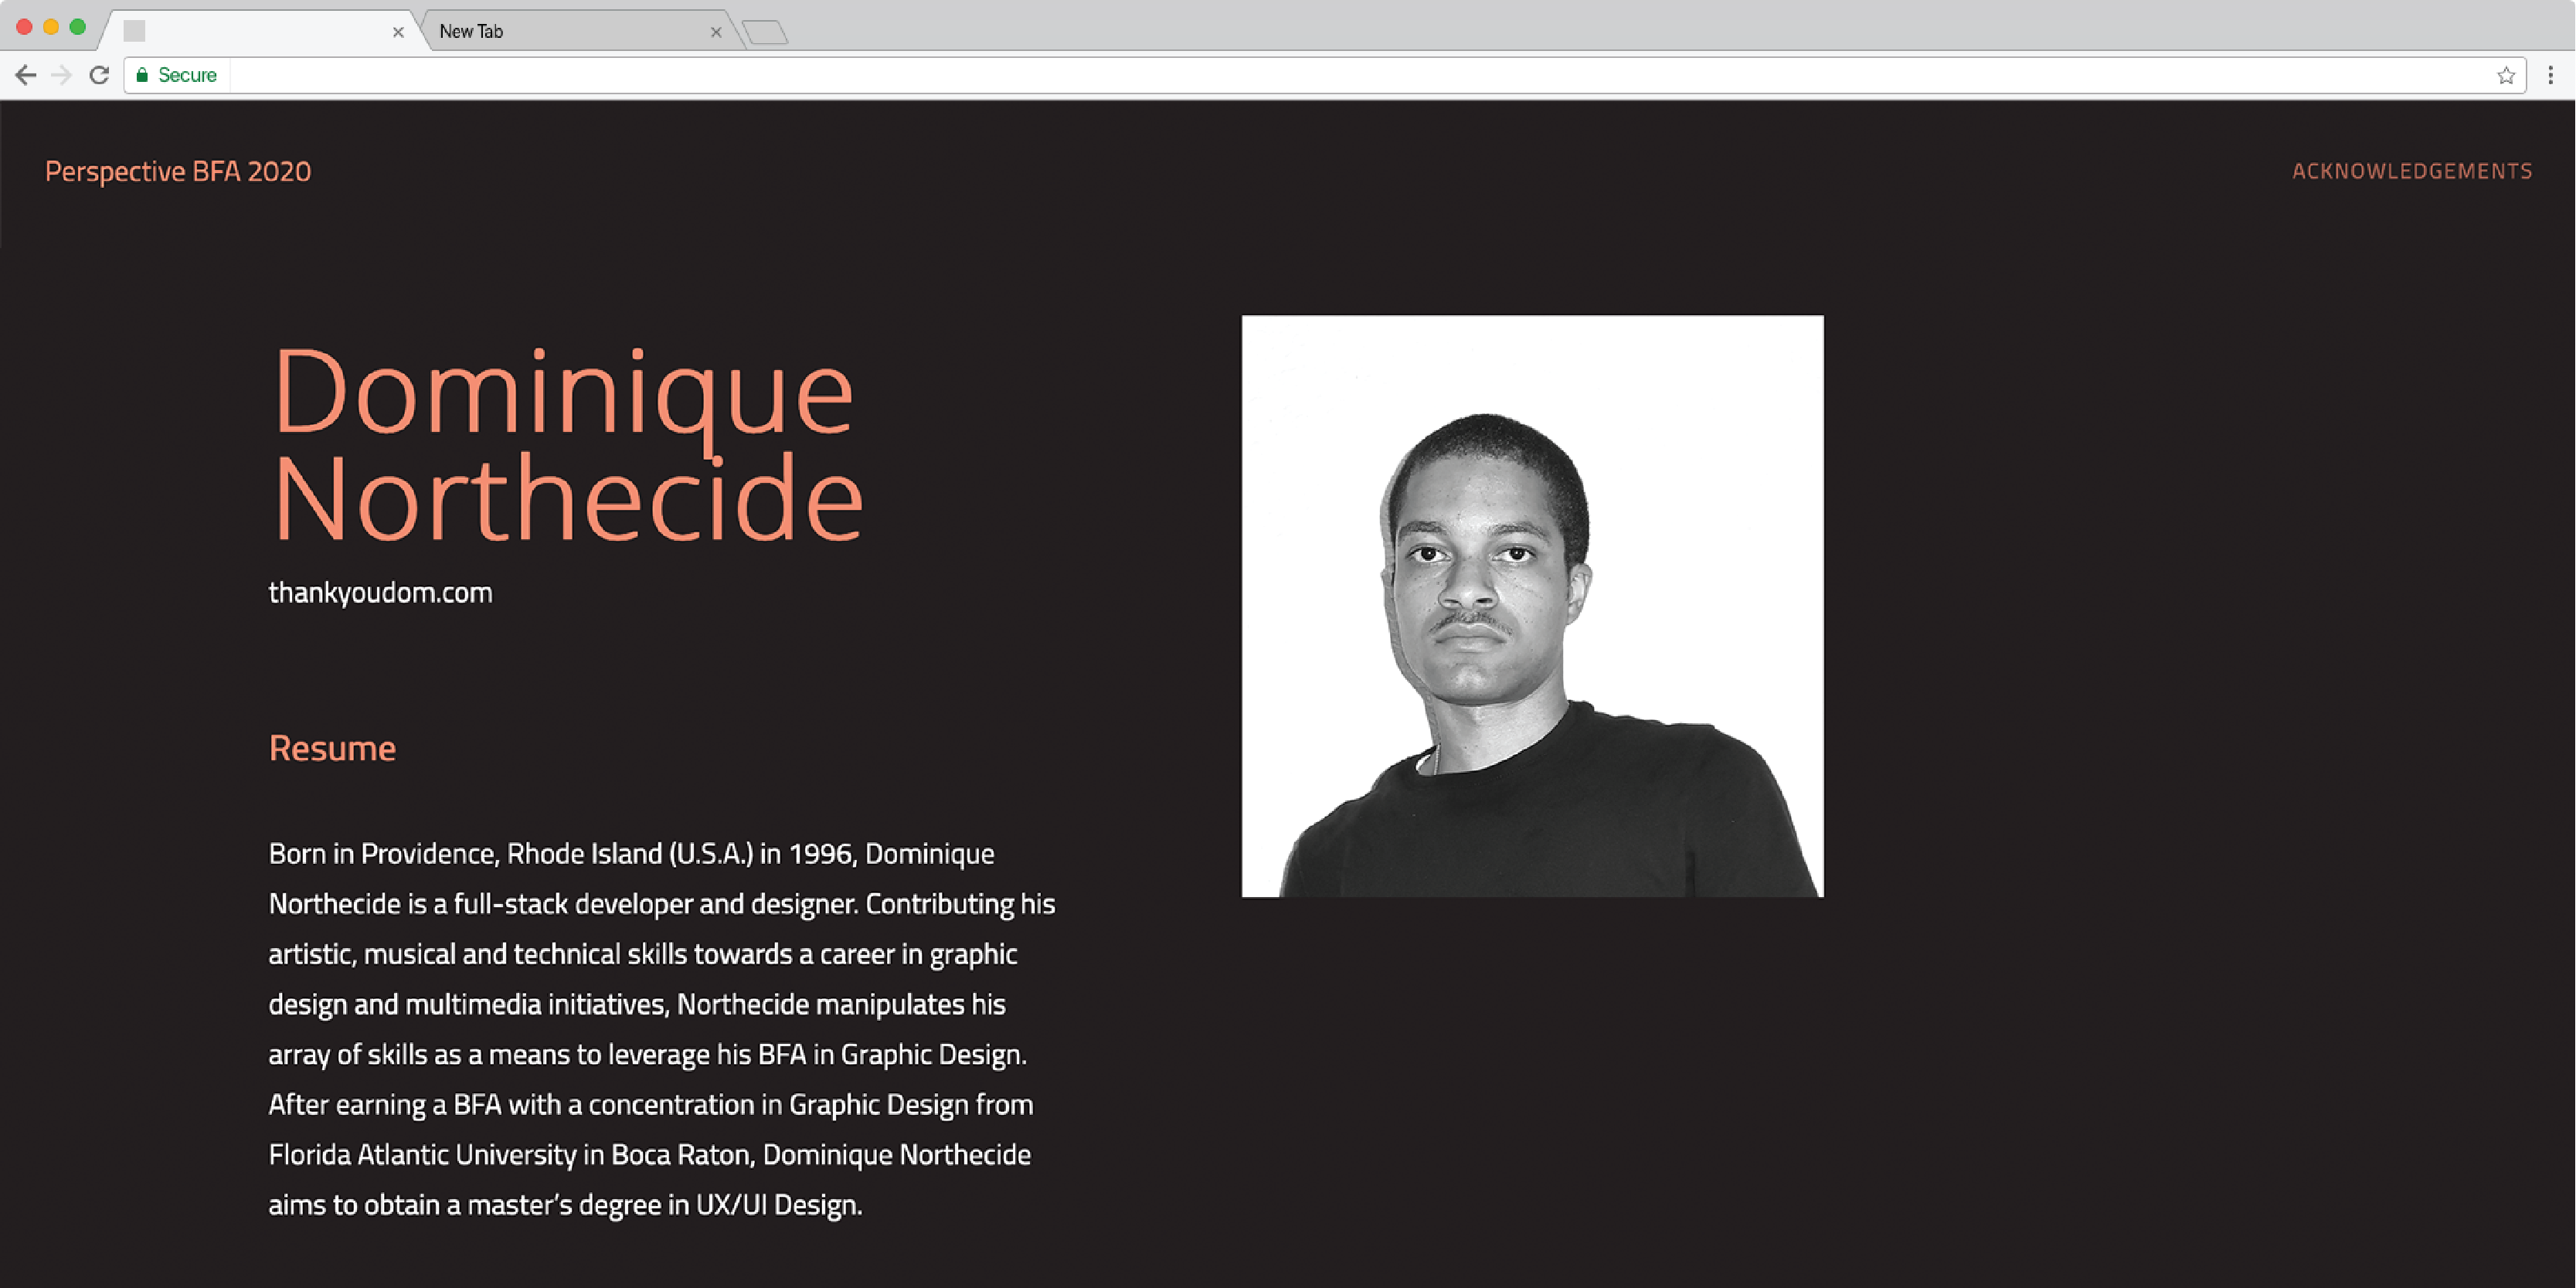 New Tab
Secure
Perspective BFA 2020
ACKNOWLEDGEMENTS
Dominique
Northecide
thankyoudom.com
Resume
Born in Providence, Rhode Island (U.S.A.) in 1996, Dominique
Northecide is a full-stack developer and designer. Contributing his
artistic, musical and technical skills towards a career in graphic
design and multimedia initiatives, Northecide manipulates his
array of skills as a means to leverage his BFA in Graphic Design.
After earning a BFA with a concentration in Graphic Design from
Florida Atlantic University in Boca Raton, Dominique Northecide
aims to obtain a master’s degree in UX/UI Design.